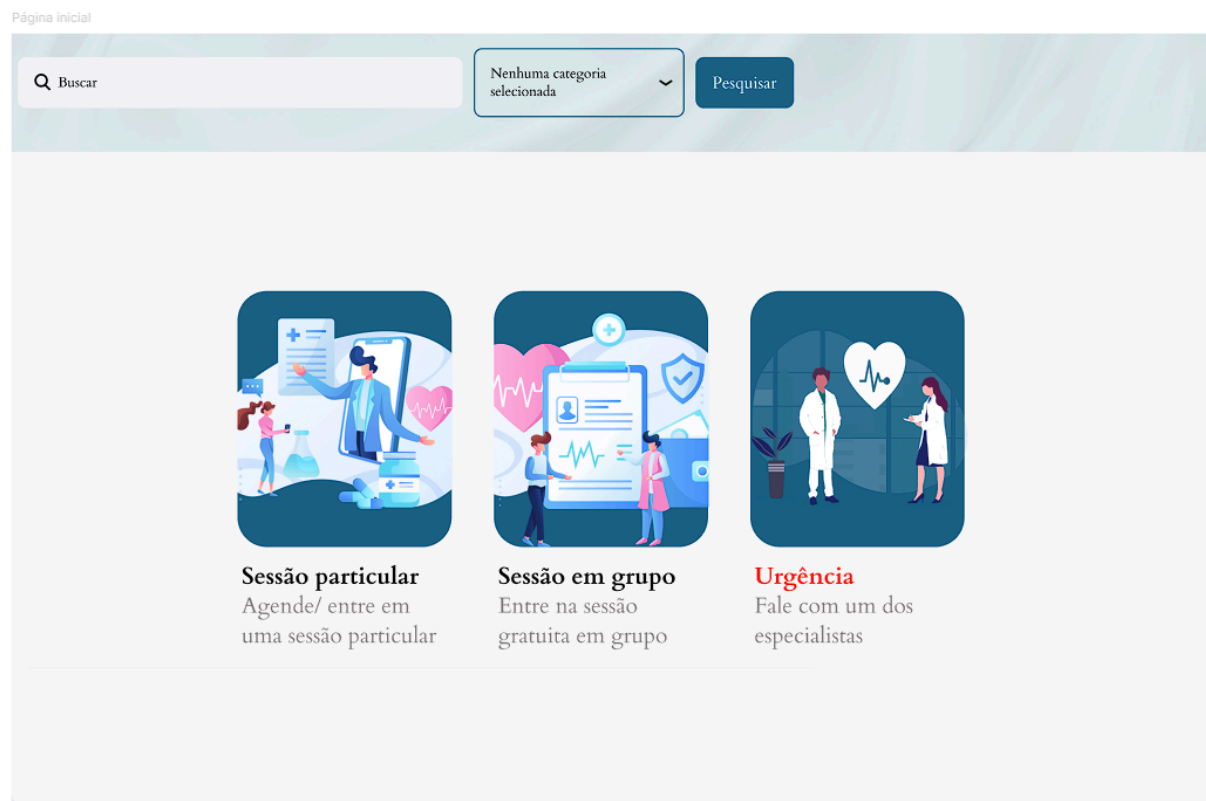 Página inicial
Buscar
Nenhuma categoria
selecionada
Pesquisar
Sessão particular
Agende/ entre em
uma sessão particular
Sessão em grupo
Entre na sessão
gratuita em grupo
Urgência
Fale com um dos
especialistas